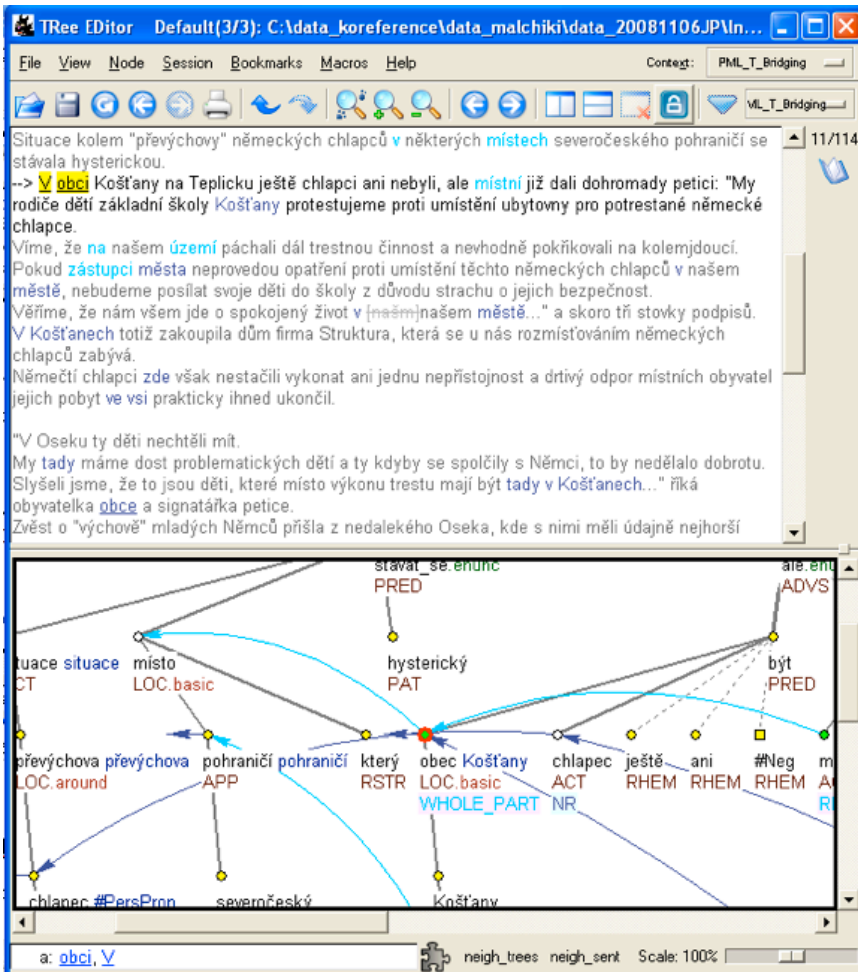 TRee EDitor Default(3/3): C:\data_koreference\data_malchiki\data_20081106JP\ln...
File View Node Session Bookmarks Macros Help Context: PML_T_Bridging
ML_T_Bridging
Situace kolem "převýchovy" německých chlapců v některých místech severočeského pohraničí se
stávala hysterickou.
11/114
--> V obci Košťany na Teplicku ještě chlapci ani nebyli, ale místní již dali dohromady petici: "My
rodiče dětí základní školy Košťany protestujeme proti umístění ubytovny pro potrestané německé
chlapce.
Víme, že na našem území páchali dál trestnou činnost a nevhodně pokřikovali na kolemjdoucí.
Pokud zástupci města neprovedou opatření proti umístění těchto německých chlapců v našem
městě, nebudeme posílat svoje děti do školy z důvodu strachu o jejich bezpečnost.
Věříme, že nám všem jde o spokojený život v [našm]našem městě..." a skoro tři stovky podpisů.
V Košťanech totiž zakoupila dům firma Struktura, která se u nás rozmísťováním německých
chlapců zabývá.
Němečtí chlapci zde však nestačili vykonat ani jednu nepřístojnost a drtivý odpor místních obyvatel
jejich pobyt ve vsi prakticky ihned ukončil.
"V Oseku ty děti nechtěli mít.
My tady máme dost problematických dětí a ty kdyby se spolčily s Němci, to by nedělalo dobrotu.
Slyšeli jsme, že to jsou děti, které místo výkonu trestu mají být tady v Košťanech..." říká
obyvatelka obce a signatářka petice.
Zvěst o "výchově" mladých Němců přišla z nedalekého Oseka, kde s nimi měli údajně nejhorší
stávat_se.enunc ale.enu
PRED ADVS
tuace situace místo hysterický být
CT LOC.basic PAT PRED
převýchova převýchova pohraničí pohraničí který obec Košťany chlapec ještě ani #Neg m
LOC.around APP RSTR LOC.basic ACT RHEM RHEM RHEM A
WHOLE_PART NR
chlapec #PersPron severočeský Košťany
a: obci, V neigh_trees neigh_sent Scale: 100%